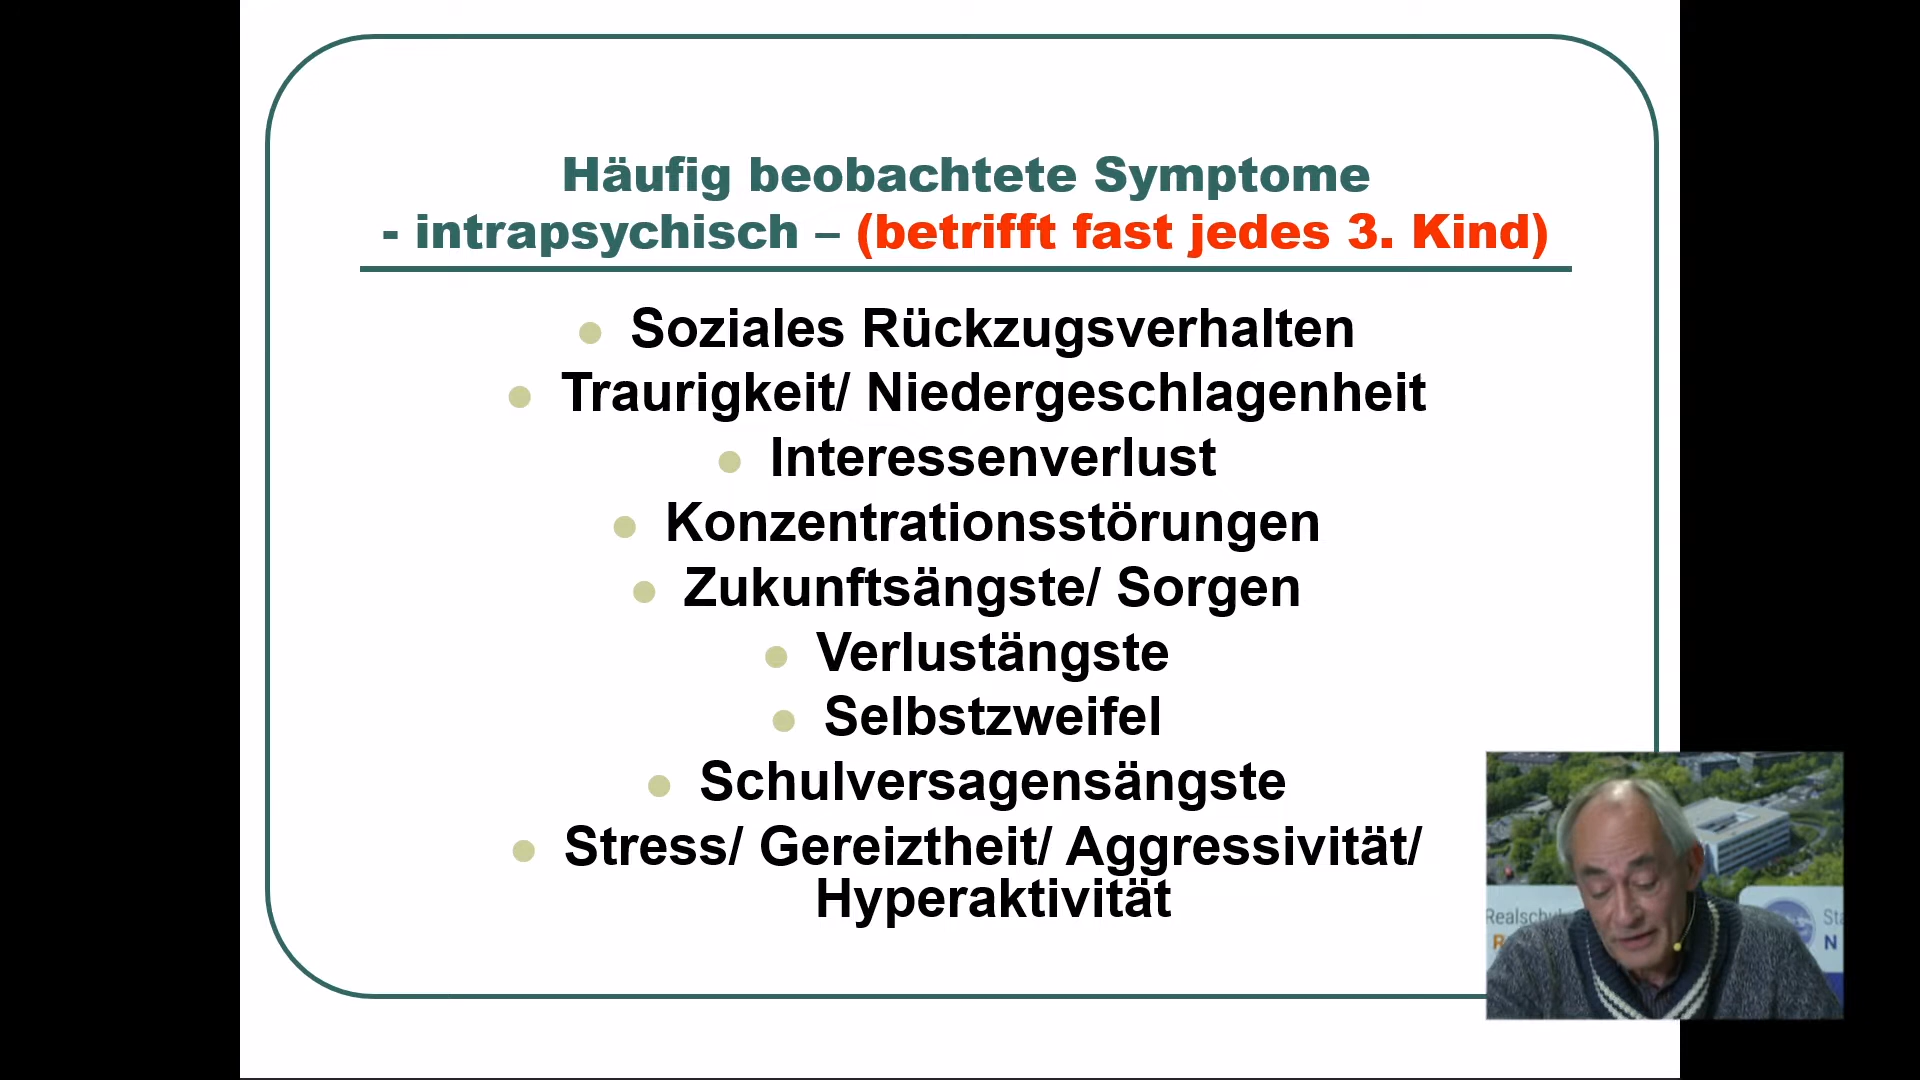 Häufig beobachtete Symptome
- intrapsychisch – (betrifft fast jedes 3. Kind)
● Soziales Rückzugsverhalten
● Traurigkeit/ Niedergeschlagenheit
● Interessenverlust
● Konzentrationsstörungen
● Zukunftsängste/ Sorgen
● Verlustängste
● Selbstzweifel
● Schulversagensängste
● Stress/ Gereiztheit/ Aggressivität/
Hyperaktivität